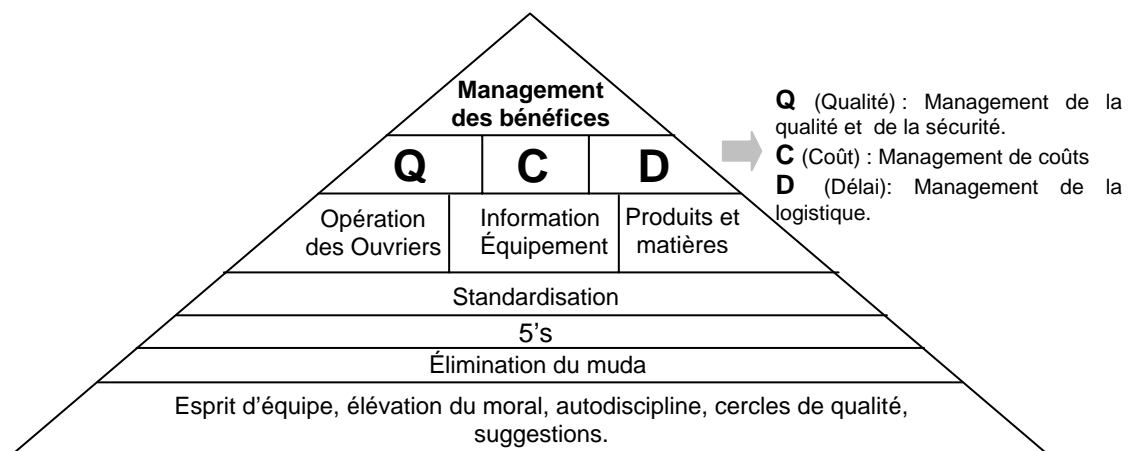 Management
des bénéfices
Q C D
Q (Qualité) : Management de la
qualité et de la sécurité.
C (Coût) : Management de coûts
D (Délai): Management de la
logistique.
Opération
des Ouvriers
Information
Équipement
Produits et
matières
Standardisation
5's
Élimination du muda
Esprit d'équipe, élévation du moral, autodiscipline, cercles de qualité,
suggestions.